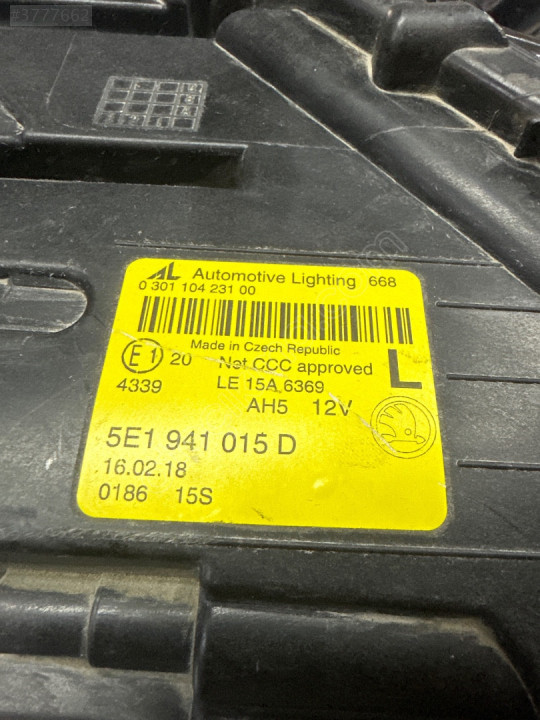 #3777662
AL Automotive Lighting 668
0 301 104 231 00
Made in Czech Republic
E1 20 Not CCC approved L
4339 LE 15A 6369
AH5 12V
5E1 941 015 D
16.02.18
0186 15S